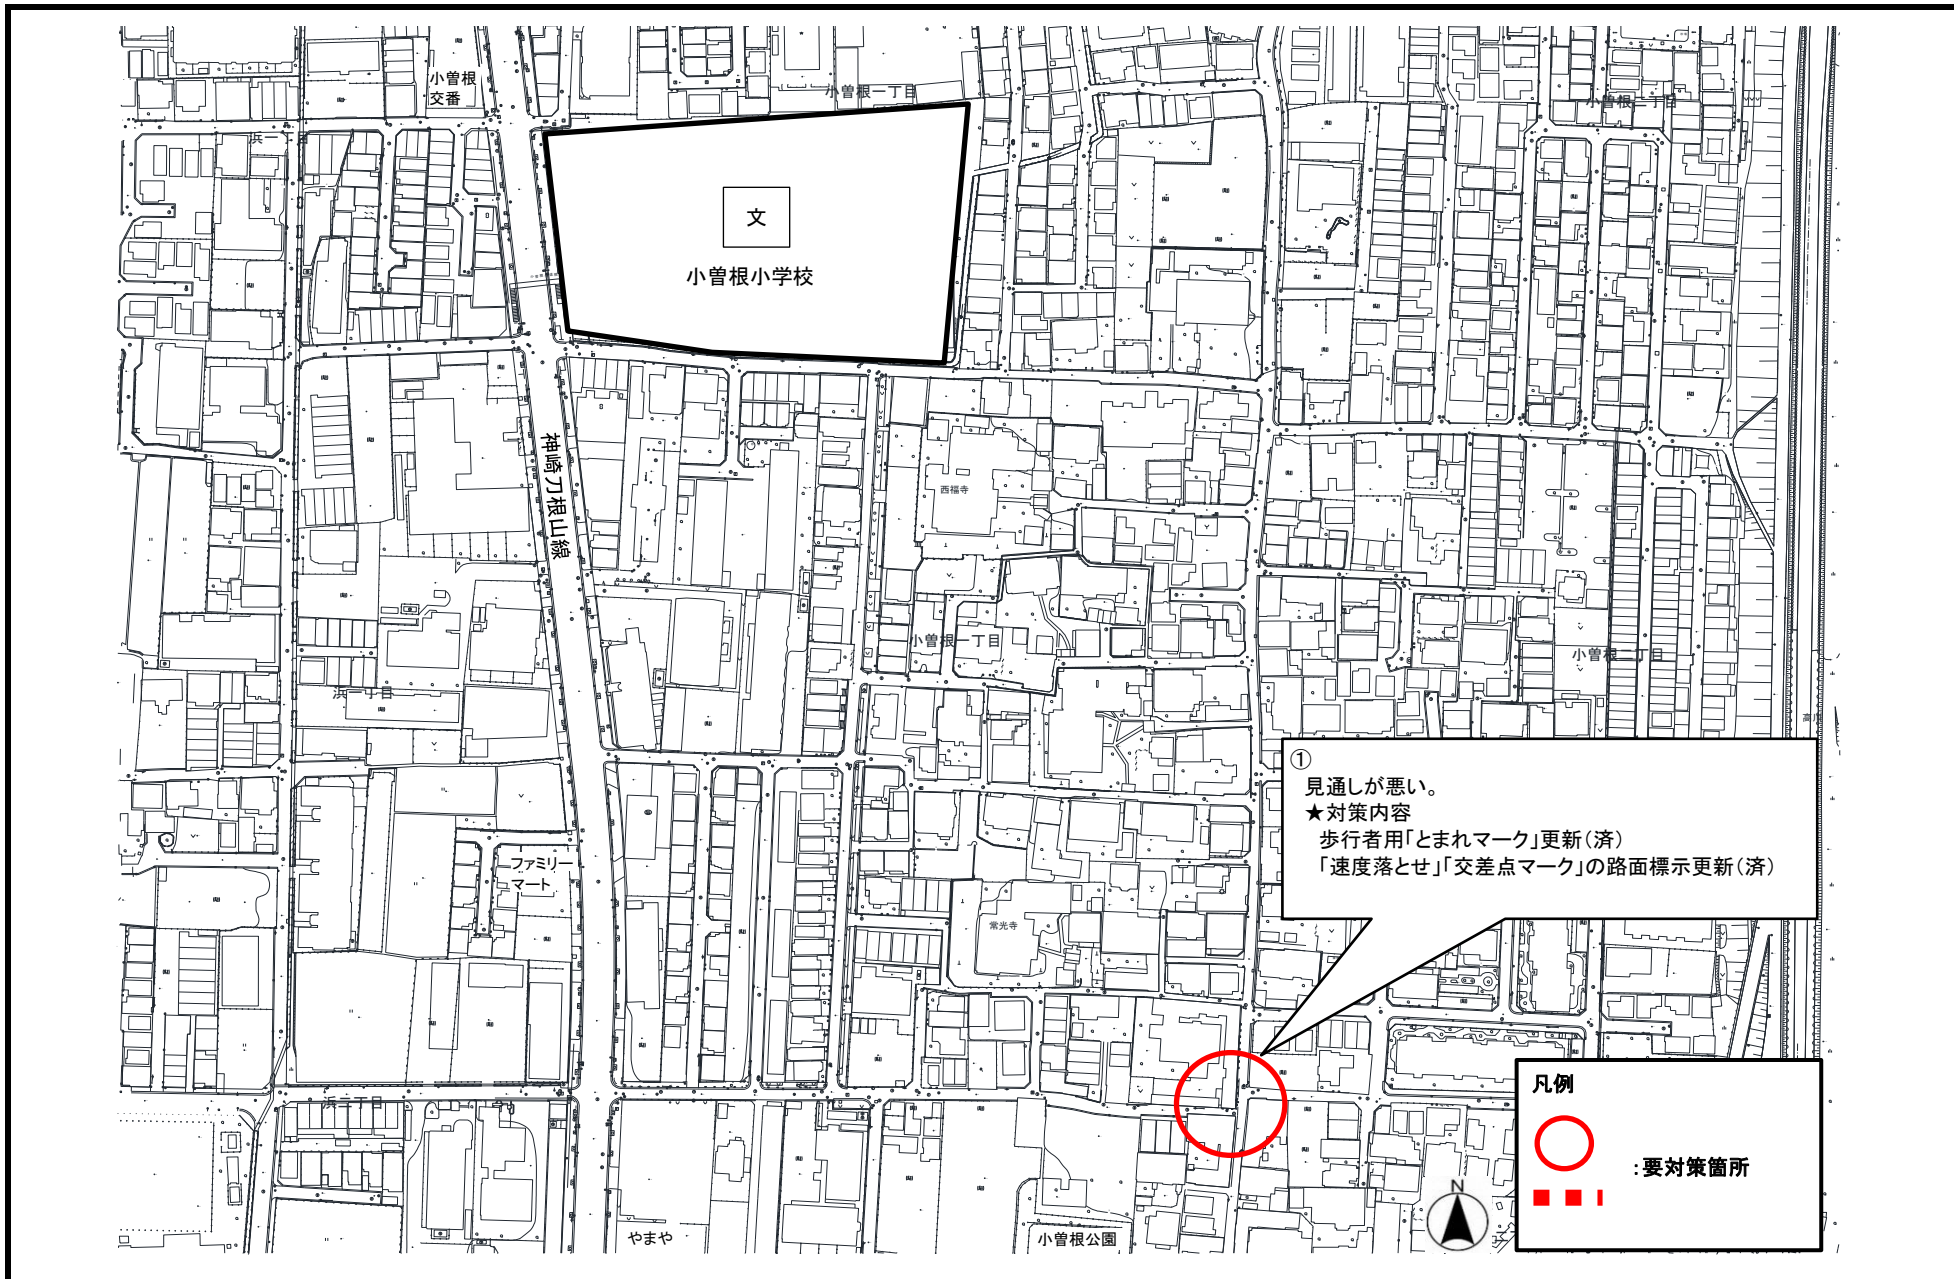 小曽根
交番
小曽根一丁目
小曽根二丁目
浜一丁目
文
小曽根小学校
神崎刀根山線
西福寺
小曽根一丁目
小曽根二丁目
浜一丁目
高川
①
見通しが悪い。
★対策内容
歩行者用「とまれマーク」更新(済)
「速度落とせ」「交差点マーク」の路面標示更新(済)
ファミリー
マート
常光寺
浜二丁目
凡例
:要対策箇所
N
やまや
小曽根公園